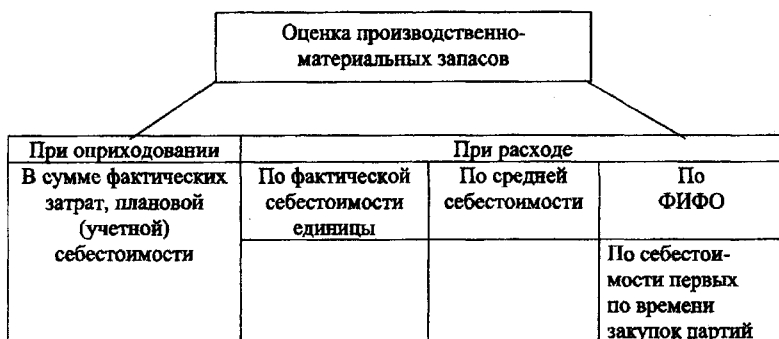 Оценка производственно-
материальных запасов
При оприходовании
При расходе
В сумме фактических
затрат, плановой
(учетной)
себестоимости
По фактической
себестоимости
единицы
По средней
себестоимости
По
ФИФО
По себестои-
мости первых
по времени
закупок партий